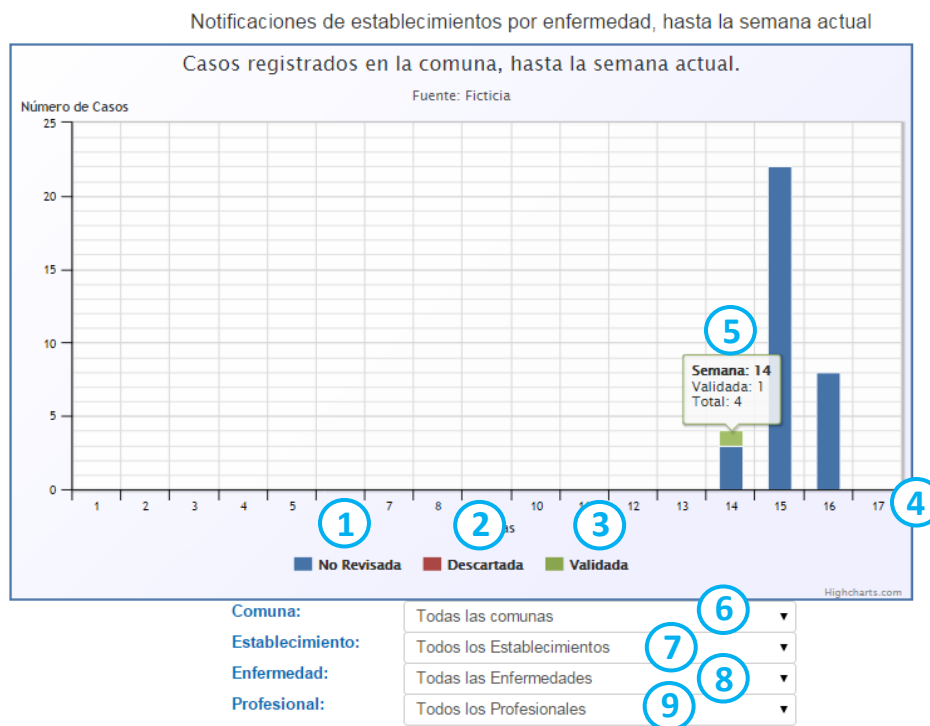 Notificaciones de establecimientos por enfermedad, hasta la semana actual
Casos registrados en la comuna, hasta la semana actual.
Fuente: Ficticia
Número de Casos
25
20
15
10
5
0
5
Semana: 14
Validada: 1
Total: 4
1 2 3 4 5 7 8 10 12 13 14 15 16 17
1 2 3 4
No Revisada Descartada Validada
Highcharts.com
Comuna: Todas las comunas 6
Establecimiento: Todos los Establecimientos 7
Enfermedad: Todas las Enfermedades 8
Profesional: Todos los Profesionales 9